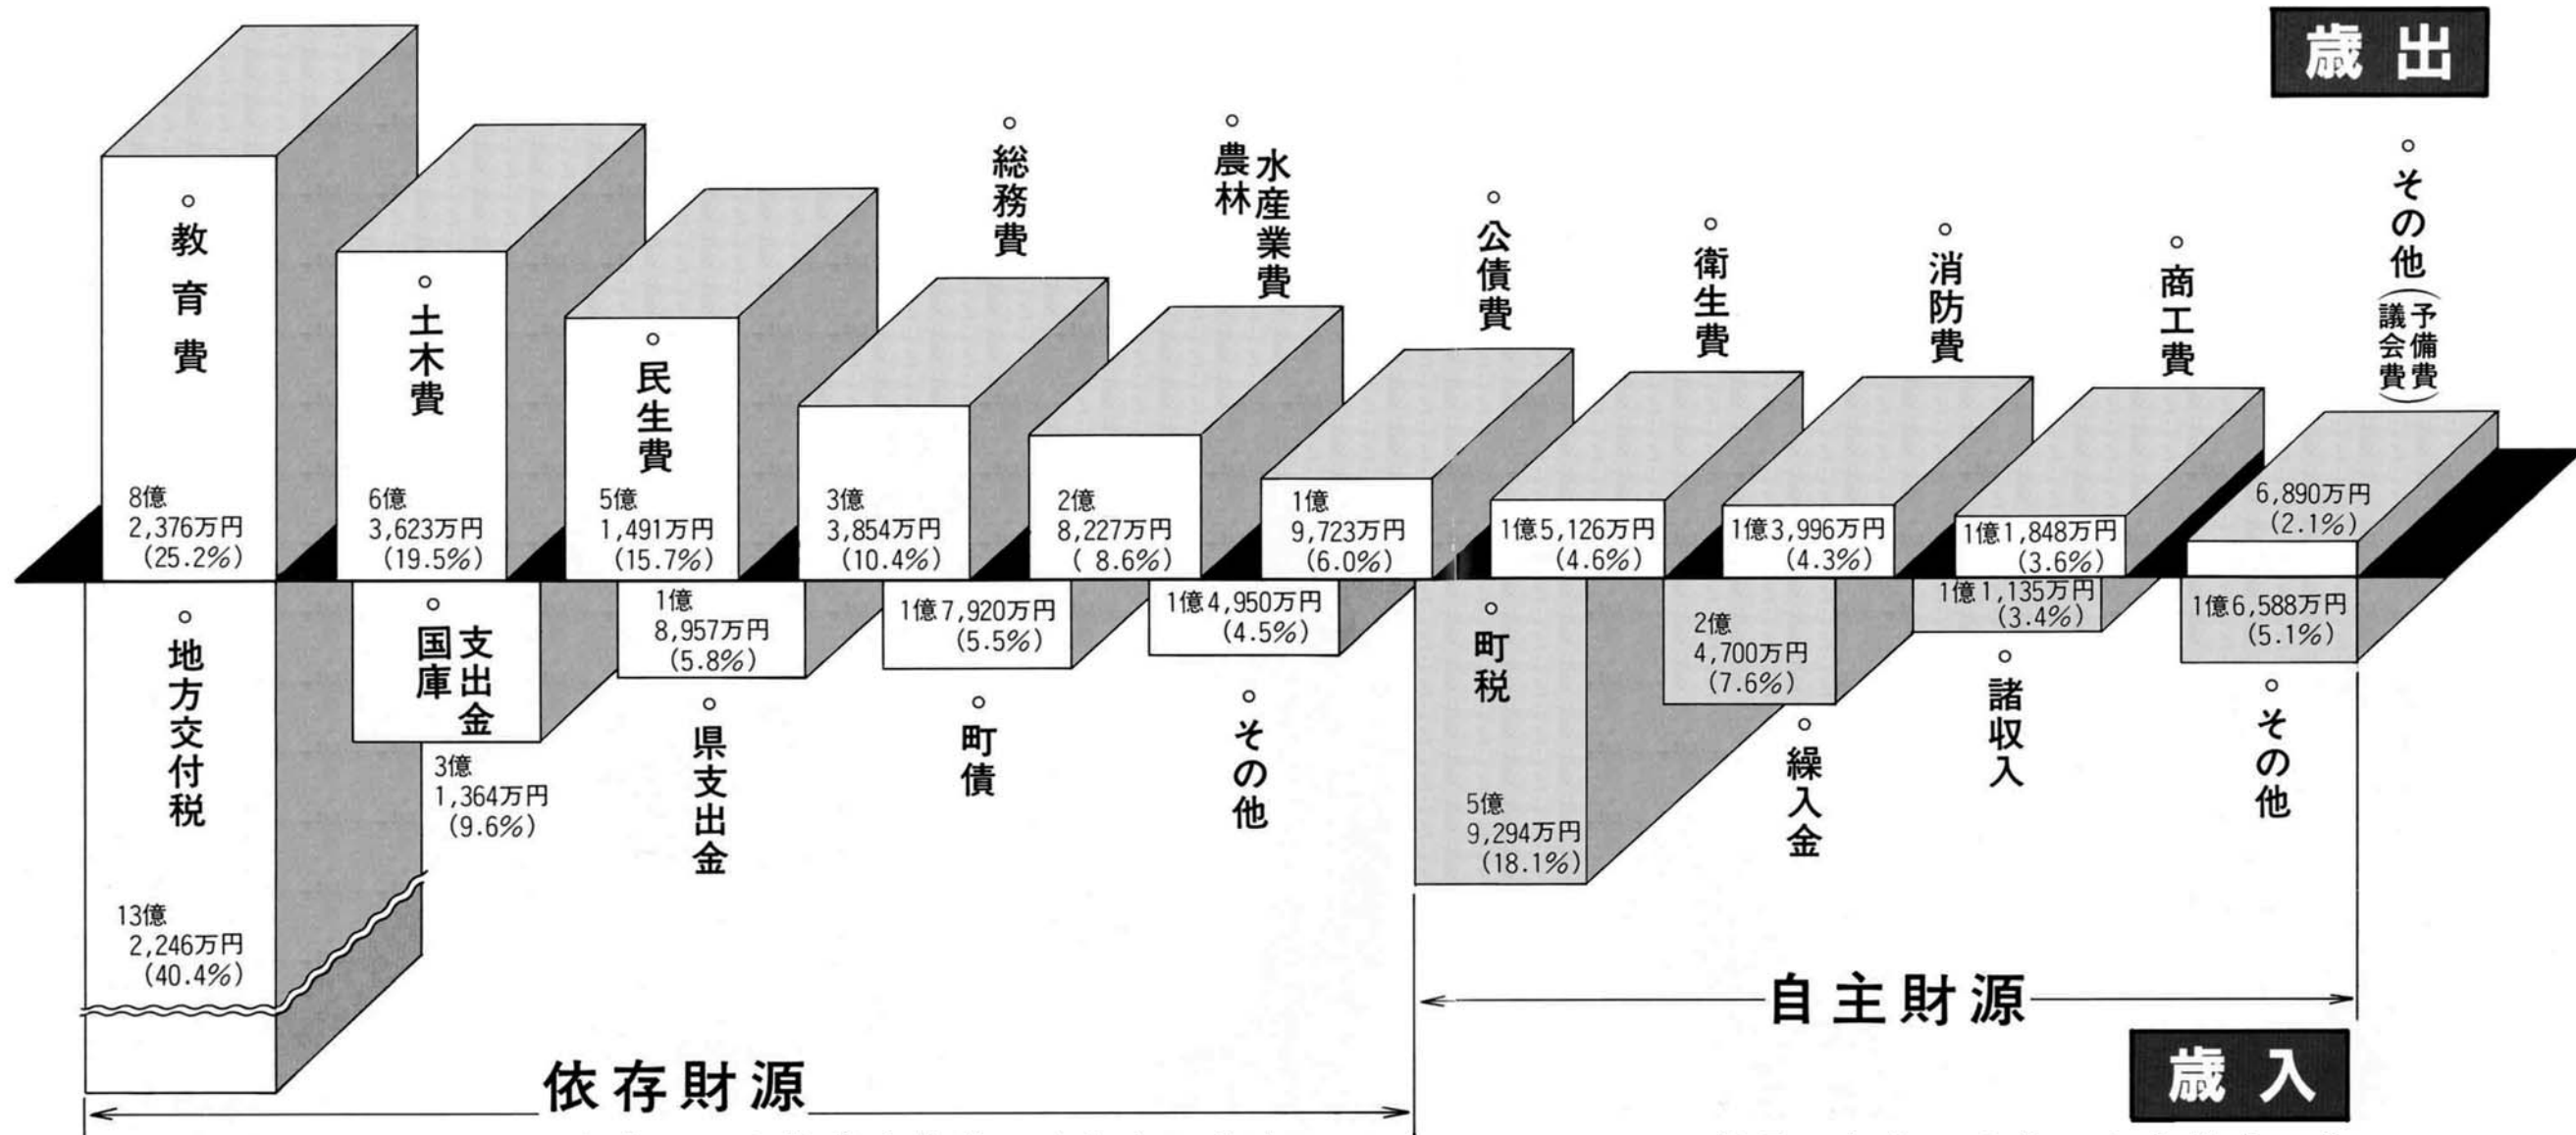 歳出
。教育費
8億
2,376万円
(25.2%)
。土木費
6億
3,623万円
(19.5%)
。民生費
5億
1,491万円
(15.7%)
。総務費
3億
3,854万円
(10.4%)
。農林
水産業費
2億
8,227万円
( 8.6%)
。公債費
1億
9,723万円
(6.0%)
。衛生費
1億5,126万円
(4.6%)
。消防費
1億3,996万円
(4.3%)
。商工費
1億1,848万円
(3.6%)
。その他(予備費
議会費)
6,890万円
(2.1%)
。地方交付税
13億
2,246万円
(40.4%)
。国庫
支出金
3億
1,364万円
(9.6%)
1億
8,957万円
(5.8%)
。県支出金
1億7,920万円
(5.5%)
。町債
1億4,950万円
(4.5%)
。その他
。町税
5億
9,294万円
(18.1%)
2億
4,700万円
(7.6%)
。繰入金
1億1,135万円
(3.4%)
。諸収入
1億6,588万円
(5.1%)
。その他
自主財源
依存財源
歳入